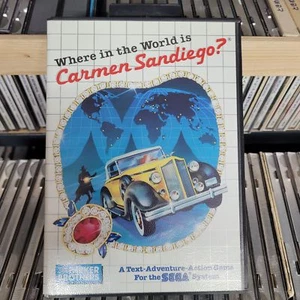 Where in the World is
Carmen Sandiego?®
PARKER
BROTHERS
A Text-Adventure-Action Game
For the SEGA System